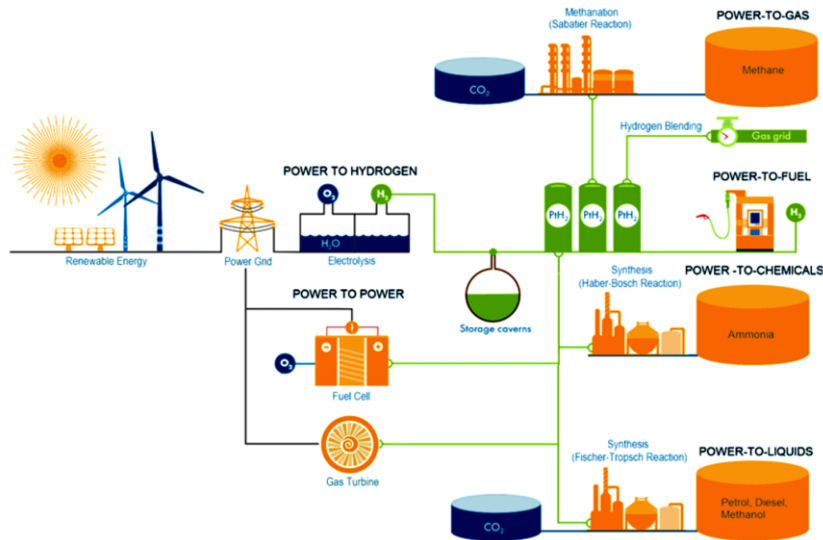 Methanation
(Sabatier Reaction)
POWER-TO-GAS
CO2
Methane
Hydrogen Blending
Gas grid
POWER TO HYDROGEN
O2
H2
H2O
PtH2
PtH2
PtH2
POWER-TO-FUEL
H2
Renewable Energy
Power Grid
Electrolysis
Storage caverns
POWER TO POWER
Synthesis
(Haber-Bosch Reaction)
POWER -TO-CHEMICALS
Ammonia
- +
O2
Fuel Cell
Gas Turbine
Synthesis
(Fischer-Tropsch Reaction)
POWER-TO-LIQUIDS
Petrol, Diesel,
Methanol
CO2